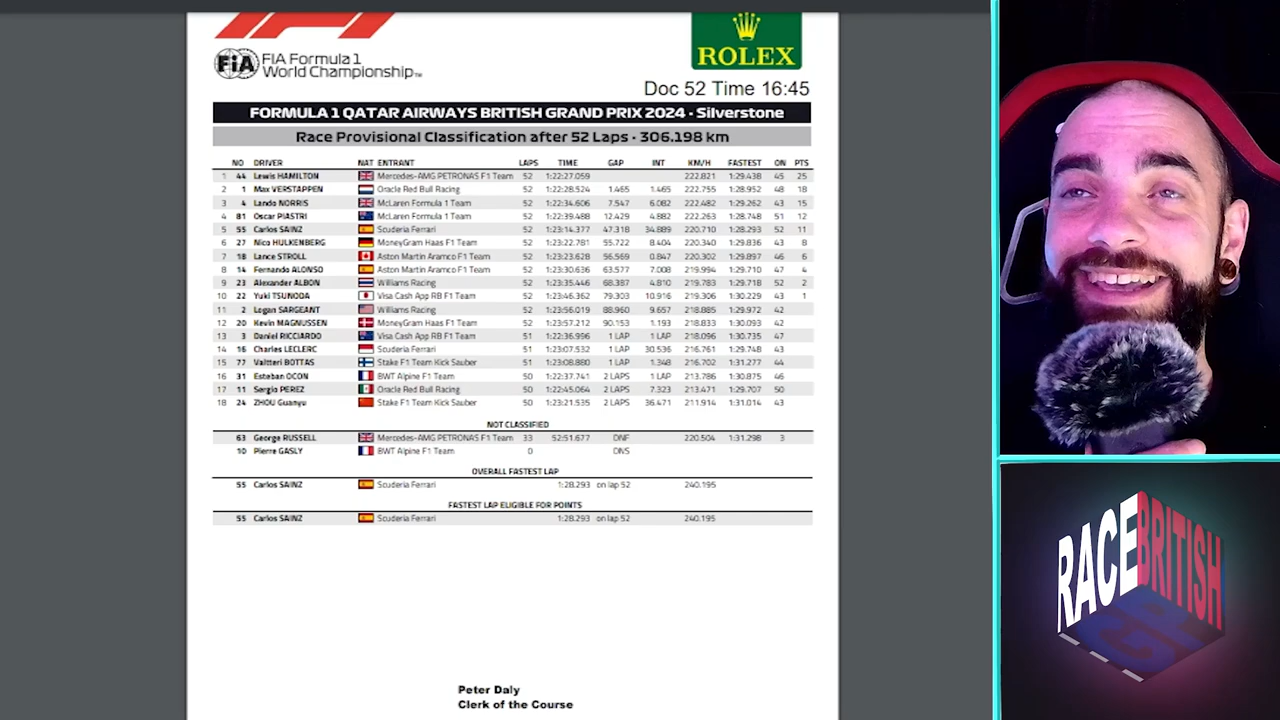 FIA FIA Formula 1
World Championship™
ROLEX
Doc 52 Time 16:45
FORMULA 1 QATAR AIRWAYS BRITISH GRAND PRIX 2024 - Silverstone
Race Provisional Classification after 52 Laps - 306.198 km
NO DRIVER NAT ENTRANT LAPS TIME GAP INT KM/H FASTEST ON PTS
1 44 Lewis HAMILTON Mercedes-AMG PETRONAS F1 Team 52 1:22:27.059 222.821 1:29.438 45 25
2 1 Max VERSTAPPEN Oracle Red Bull Racing 52 1:22:28.524 1.465 1.465 222.755 1:28.952 48 18
3 4 Lando NORRIS McLaren Formula 1 Team 52 1:22:34.606 7.547 6.082 222.482 1:29.262 43 15
4 81 Oscar PIASTRI McLaren Formula 1 Team 52 1:22:39.488 12.429 4.882 222.263 1:28.748 51 12
5 55 Carlos SAINZ Scuderia Ferrari 52 1:23:14.377 47.318 34.889 220.710 1:28.293 52 11
6 27 Nico HULKENBERG MoneyGram Haas F1 Team 52 1:23:22.781 55.722 8.404 220.340 1:29.836 43 8
7 18 Lance STROLL Aston Martin Aramco F1 Team 52 1:23:23.628 56.569 0.847 220.302 1:29.897 46 6
8 14 Fernando ALONSO Aston Martin Aramco F1 Team 52 1:23:30.636 63.577 7.008 219.994 1:29.710 47 4
9 23 Alexander ALBON Williams Racing 52 1:23:35.446 68.387 4.810 219.783 1:29.718 52 2
10 22 Yuki TSUNODA Visa Cash App RB F1 Team 52 1:23:46.362 79.303 10.916 219.306 1:30.229 43 1
11 2 Logan SARGEANT Williams Racing 52 1:23:56.019 88.960 9.657 218.885 1:29.972 42
12 20 Kevin MAGNUSSEN MoneyGram Haas F1 Team 52 1:23:57.212 90.153 1.193 218.833 1:30.093 42
13 3 Daniel RICCIARDO Visa Cash App RB F1 Team 51 1:22:36.996 1 LAP 1 LAP 218.096 1:30.735 47
14 16 Charles LECLERC Scuderia Ferrari 51 1:23:07.532 1 LAP 30.536 216.761 1:29.748 43
15 77 Valtteri BOTTAS Stake F1 Team Kick Sauber 51 1:23:08.880 1 LAP 1.348 216.702 1:31.277 44
16 31 Esteban OCON BWT Alpine F1 Team 50 1:22:37.741 2 LAPS 1 LAP 213.786 1:30.875 46
17 11 Sergio PEREZ Oracle Red Bull Racing 50 1:22:45.064 2 LAPS 7.323 213.471 1:29.707 50
18 24 ZHOU Guanyu Stake F1 Team Kick Sauber 50 1:23:21.535 2 LAPS 36.471 211.914 1:31.014 43
NOT CLASSIFIED
63 George RUSSELL Mercedes-AMG PETRONAS F1 Team 33 52:51.677 DNF 220.504 1:31.298 3
10 Pierre GASLY BWT Alpine F1 Team 0 DNS
OVERALL FASTEST LAP
55 Carlos SAINZ Scuderia Ferrari 1:28.293 on lap 52 240.195
FASTEST LAP ELIGIBLE FOR POINTS
55 Carlos SAINZ Scuderia Ferrari 1:28.293 on lap 52 240.195
Peter Daly
Clerk of the Course
RACE BRITISH